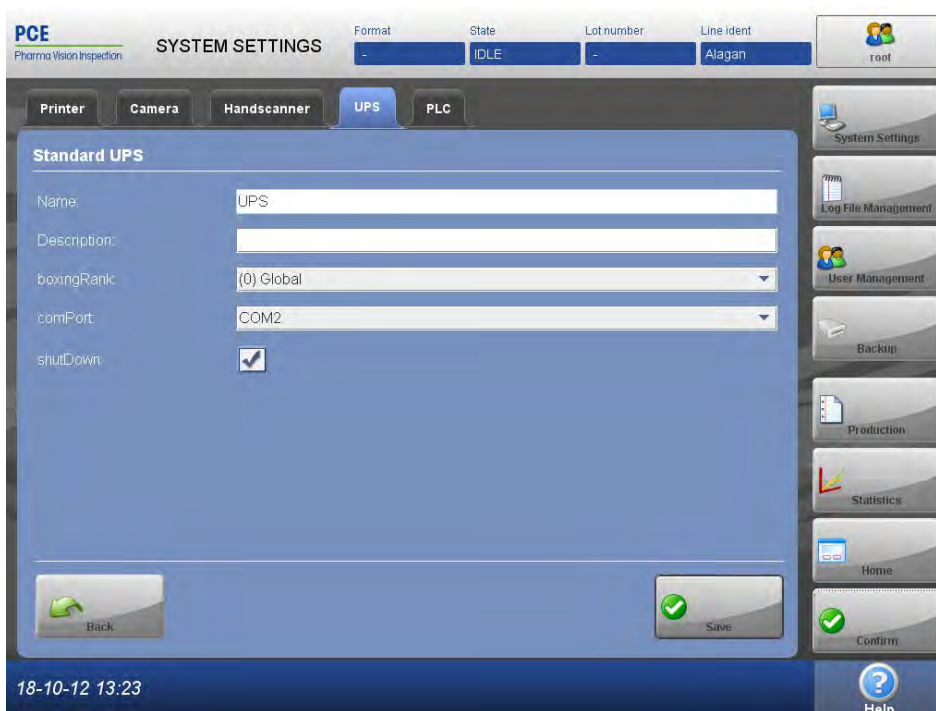 PCE
Pharma Vision Inspection
SYSTEM SETTINGS
Format
-
State
IDLE
Lot number
-
Line ident
Alagan
root
Printer
Camera
Handscanner
UPS
PLC
Standard UPS
Name: UPS
Description:
boxingRank: (0) Global
comPort: COM2
shutDown:
Back
Save
System Settings
Log File Management
User Management
Backup
Production
Statistics
Home
Confirm
18-10-12 13:23
Help